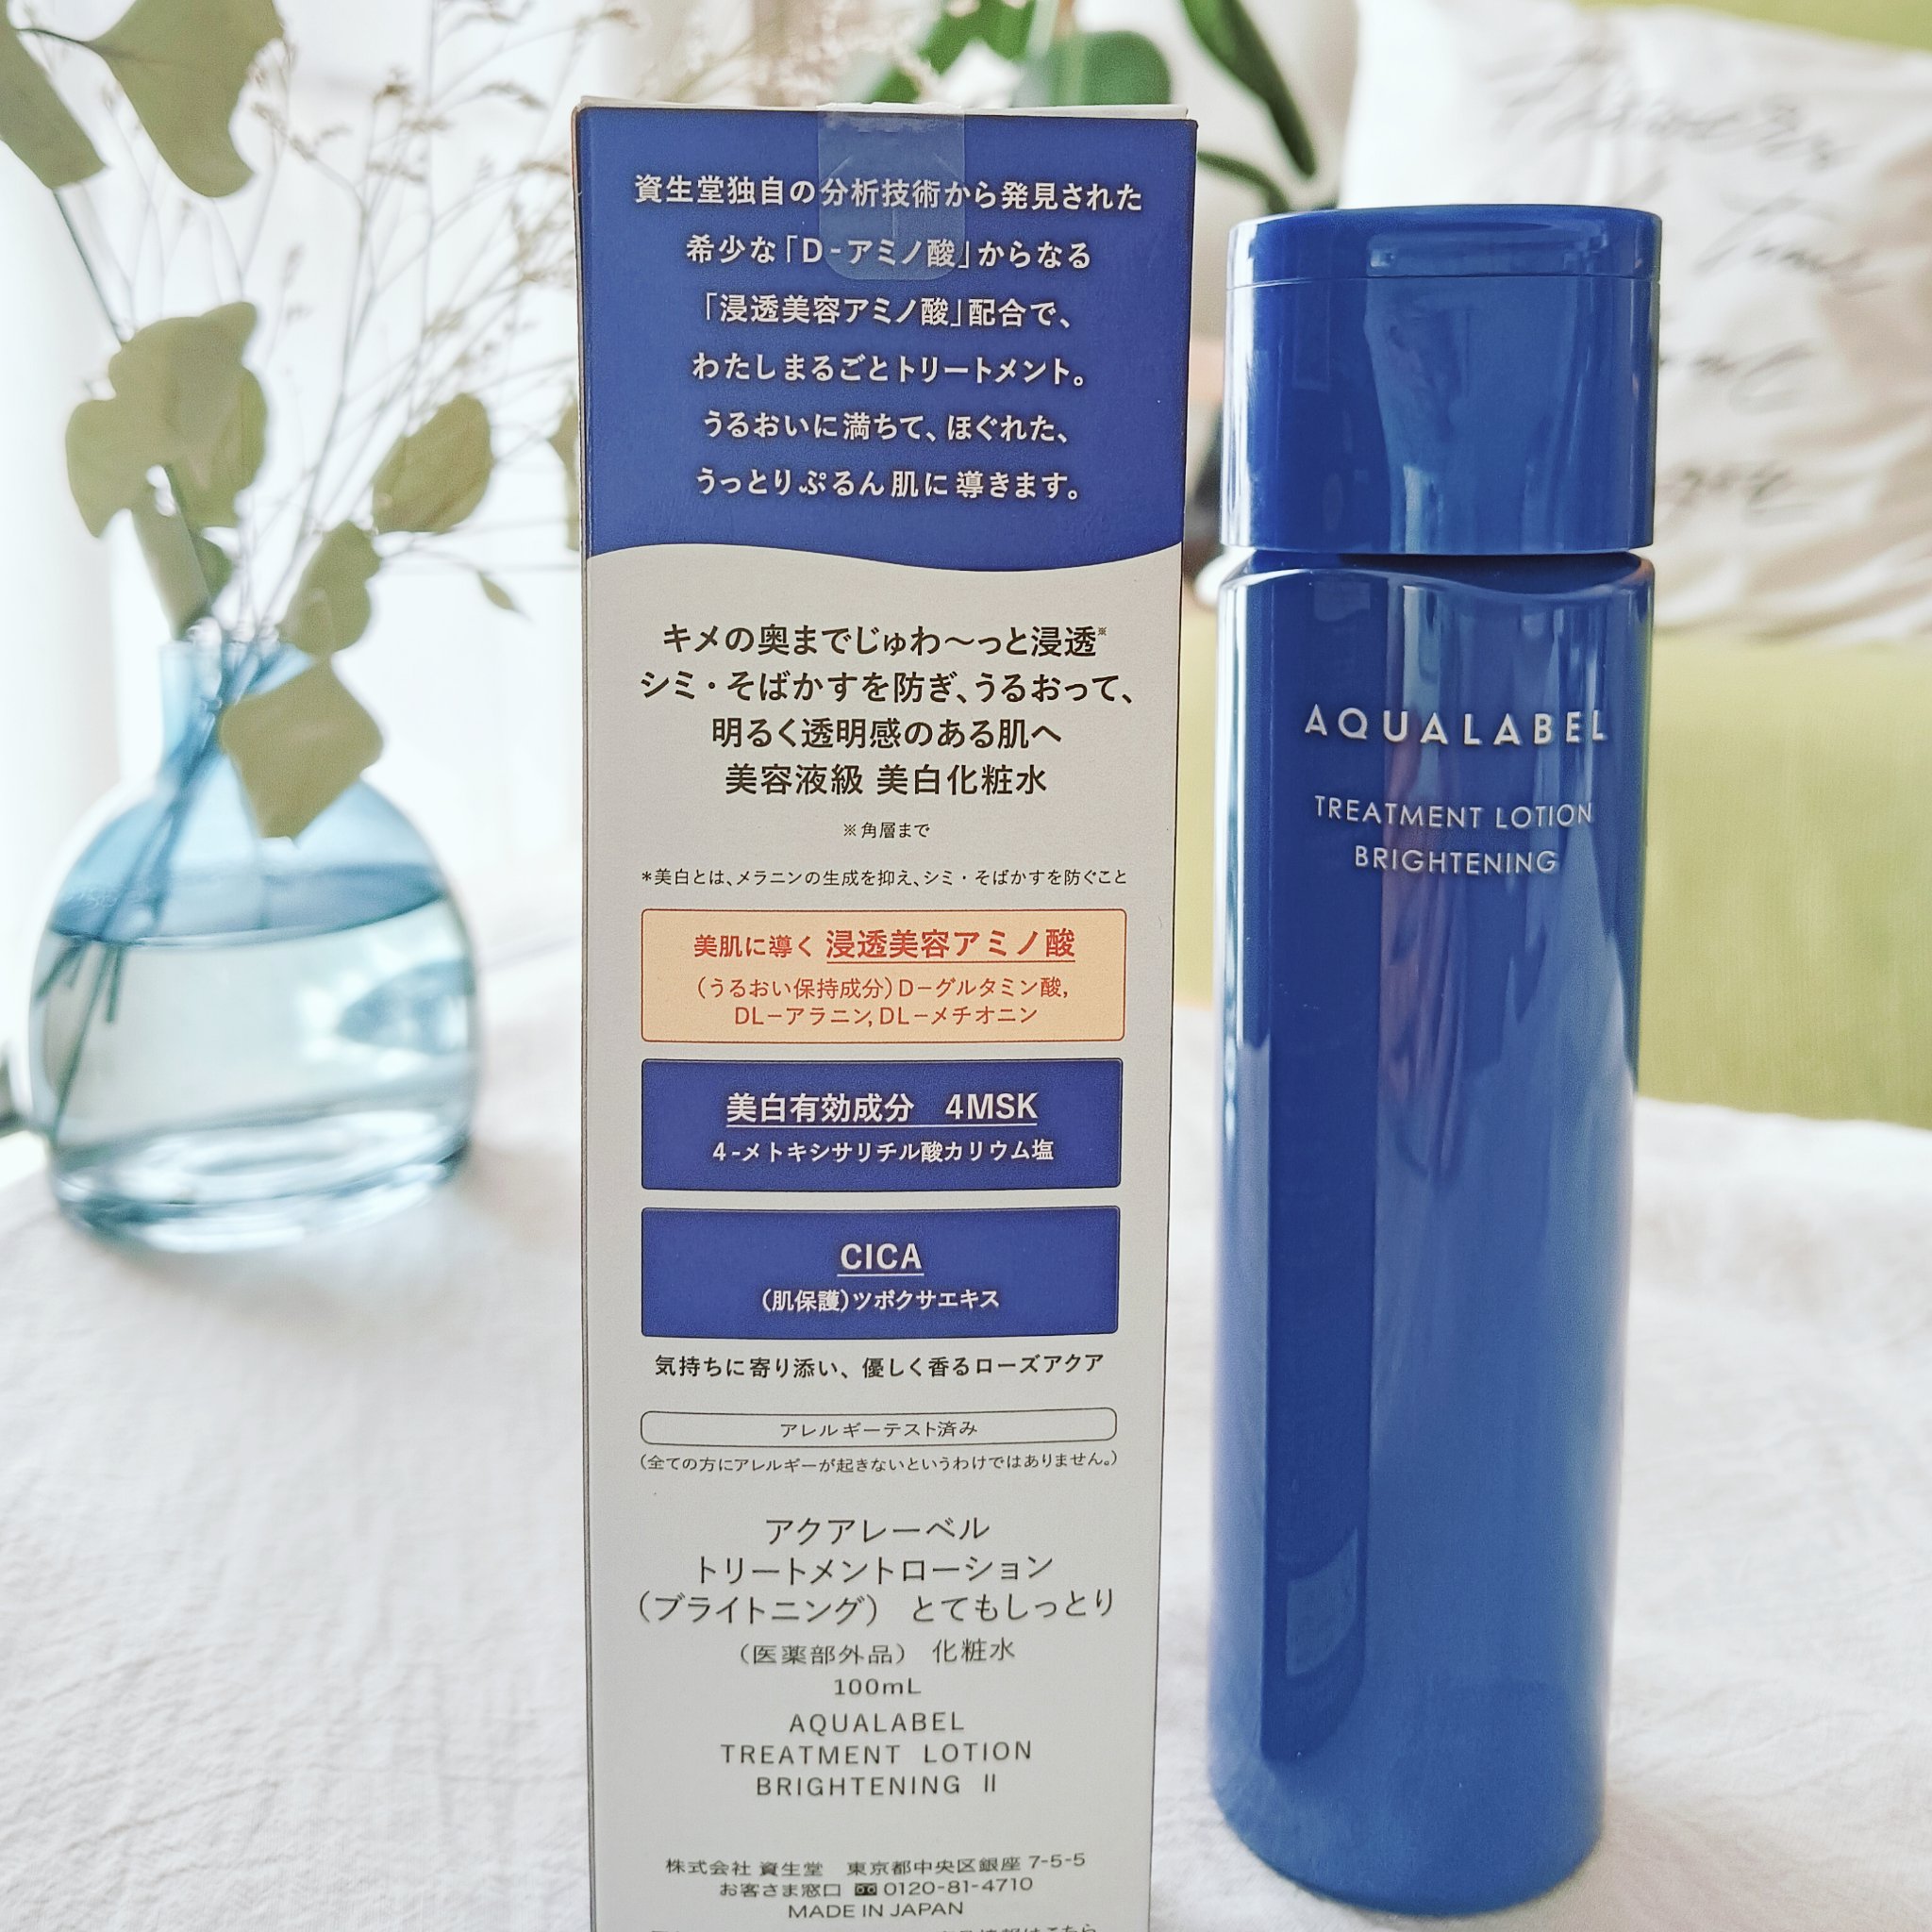 資生堂独自の分析技術から発見された
希少な「D-アミノ酸」からなる
「浸透美容アミノ酸」配合で、
わたしまるごとトリートメント。
うるおいに満ちて、ほぐれた、
うっとりぷるん肌に導きます。
キメの奥までじゅわ〜っと浸透※
シミ・そばかすを防ぎ、うるおって、
明るく透明感のある肌へ
美容液級 美白化粧水
※角層まで
*美白とは、メラニンの生成を抑え、シミ・そばかすを防ぐこと
美肌に導く 浸透美容アミノ酸
(うるおい保持成分)D−グルタミン酸,
DL−アラニン,DL−メチオニン
美白有効成分 4MSK
4-メトキシサリチル酸カリウム塩
CICA
(肌保護)ツボクサエキス
気持ちに寄り添い、優しく香るローズアクア
アレルギーテスト済み
(全ての方にアレルギーが起きないというわけではありません。)
アクアレーベル
トリートメントローション
(ブライトニング) とてもしっとり
(医薬部外品) 化粧水
100mL
AQUALABEL
TREATMENT LOTION
BRIGHTENING II
株式会社 資生堂 東京都中央区銀座 7-5-5
お客さま窓口 0120-81-4710
MADE IN JAPAN
AQUALABEL
TREATMENT LOTION
BRIGHTENING